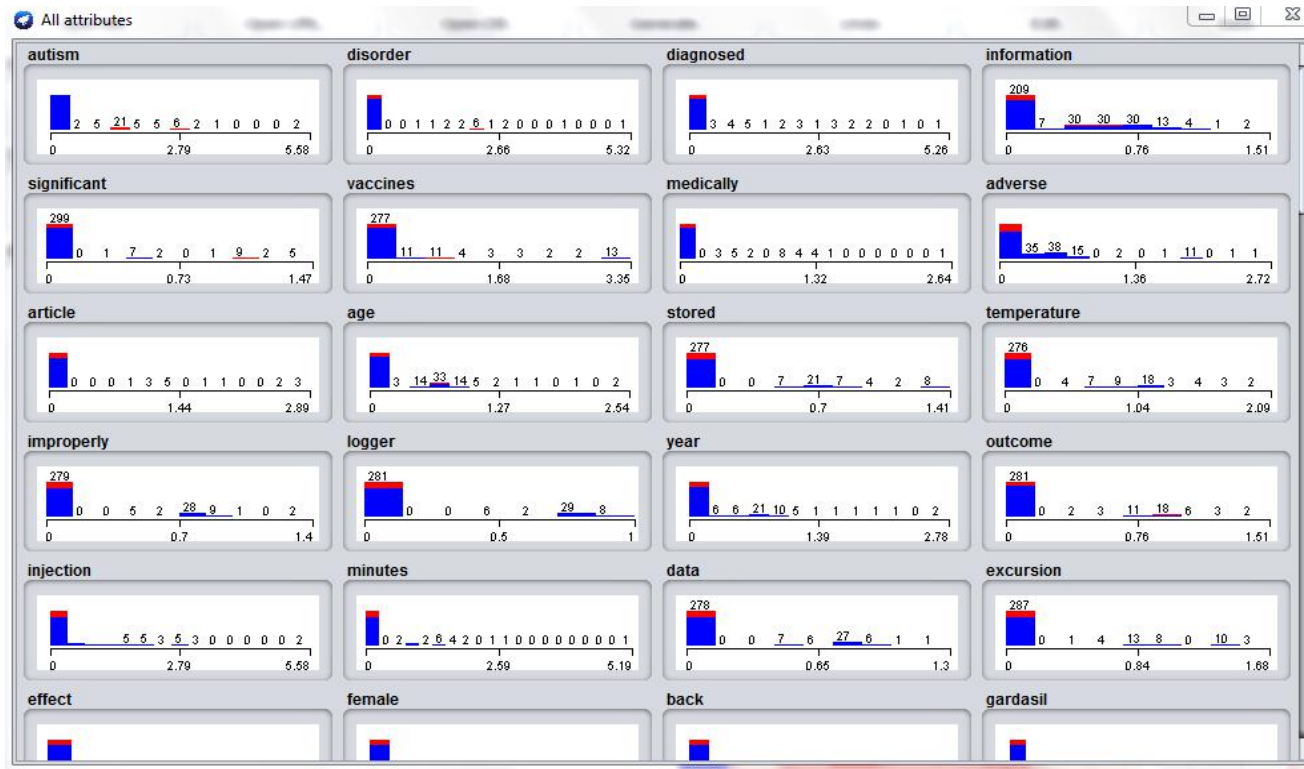 All attributes
autism disorder diagnosed information
209
2 5 21 5 5 6 2 1 0 0 0 2 0 0 1 1 2 2 6 1 2 0 0 0 1 0 0 0 1 3 4 5 1 2 3 1 3 2 2 0 1 0 1 7 30 30 30 13 4 1 2
0 2.79 5.58 0 2.66 5.32 0 2.63 5.26 0 0.76 1.51
significant vaccines medically adverse
299 277
0 1 7 2 0 1 9 2 5 11 11 4 3 3 2 2 13 0 3 5 2 0 8 4 4 1 0 0 0 0 0 0 1 35 38 15 0 2 0 1 11 0 1 1
0 0.73 1.47 0 1.68 3.35 0 1.32 2.64 0 1.36 2.72
article age stored temperature
277 276
0 0 0 1 3 5 0 1 1 0 0 2 3 3 14 33 14 5 2 1 1 0 1 0 2 0 0 7 21 7 4 2 8 0 4 7 9 18 3 4 3 2
0 1.44 2.89 0 1.27 2.54 0 0.7 1.41 0 1.04 2.09
improperly logger year outcome
279 281 281
0 0 5 2 28 9 1 0 2 0 0 6 2 29 8 6 6 21 10 5 1 1 1 1 1 0 2 0 2 3 11 18 6 3 2
0 0.7 1.4 0 0.5 1 0 1.39 2.78 0 0.76 1.51
injection minutes data excursion
278 287
5 5 3 5 3 0 0 0 0 0 2 0 2 2 6 4 2 0 1 1 0 0 0 0 0 0 0 0 0 1 0 0 7 6 27 6 1 1 0 1 4 13 8 0 10 3
0 2.79 5.58 0 2.59 5.19 0 0.65 1.3 0 0.84 1.68
effect female back gardasil